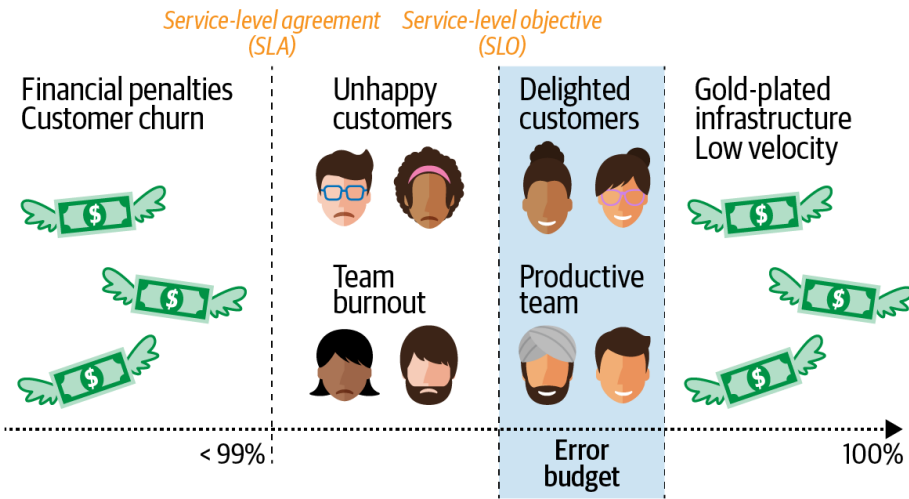 Service-level agreement
(SLA)
Service-level objective
(SLO)
Financial penalties
Customer churn
Unhappy
customers
Delighted
customers
Gold-plated
infrastructure
Low velocity
$
$
$
$
$
$
Team
burnout
Productive
team
< 99%
Error
budget
100%